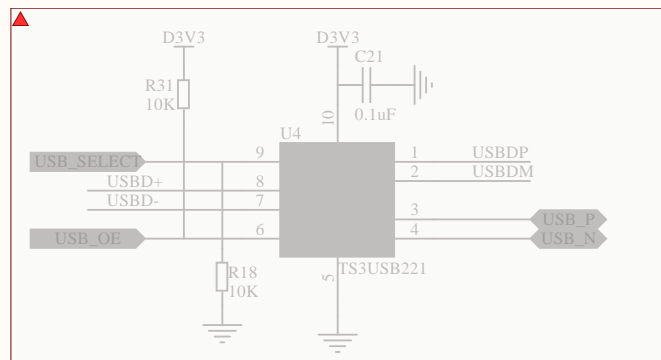 D3V3
D3V3
C21
R31
10K
10
0.1uF
U4
USB_SELECT
9
1
USBDP
USBD+
8
2
USBDM
USBD-
7
3
USB_P
USB_OE
6
4
USB_N
R18
10K
5
TS3USB221